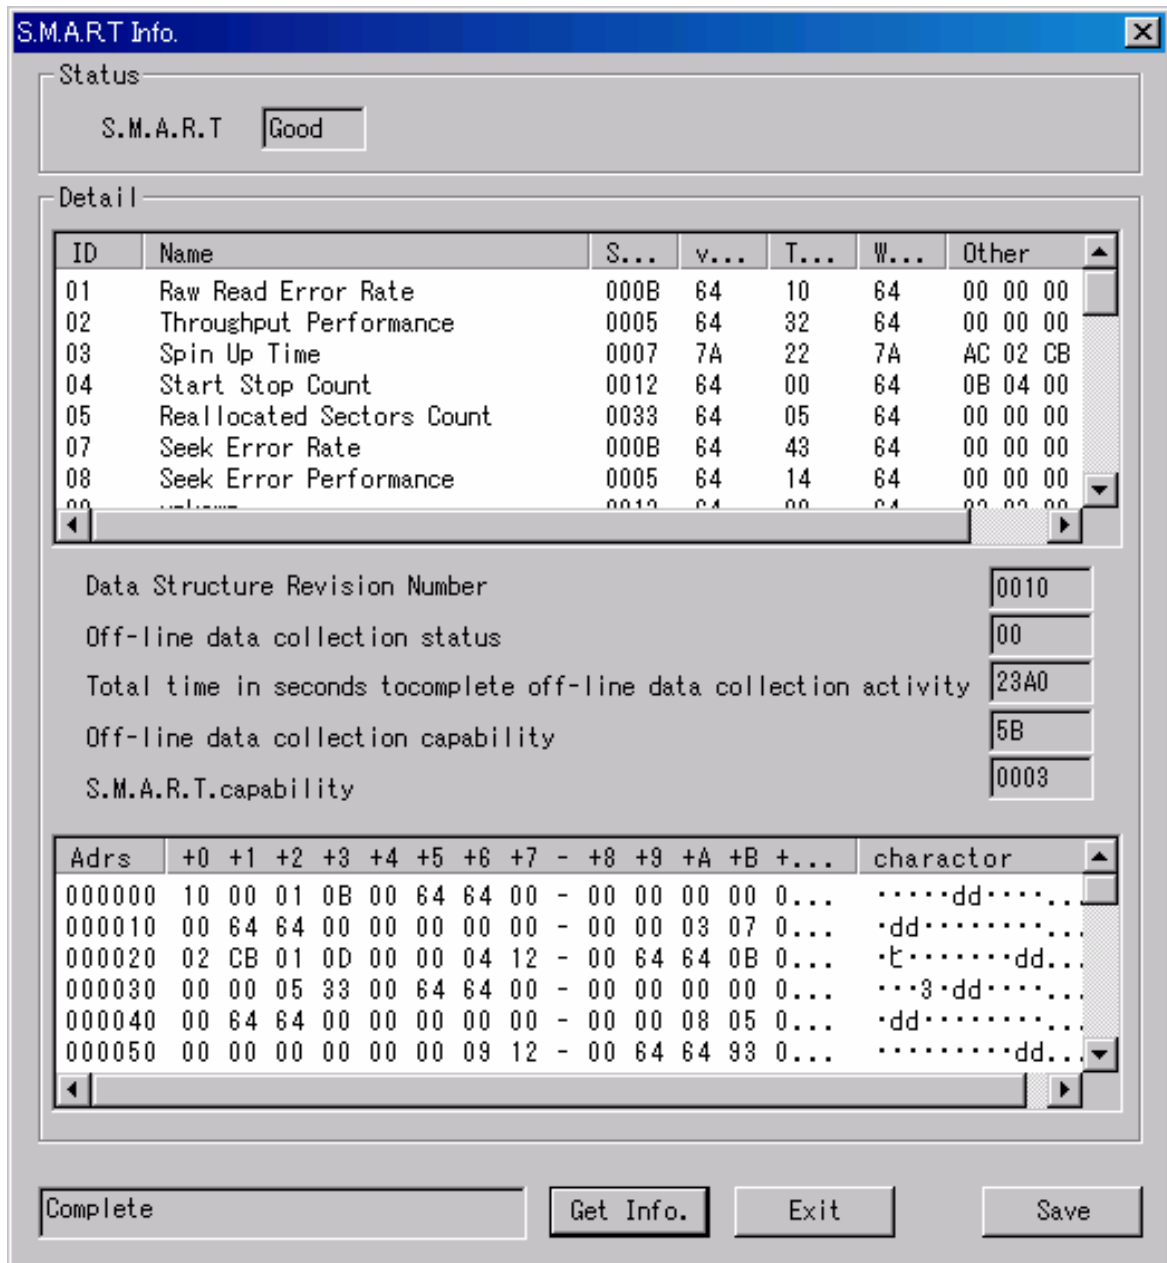 S.M.A.R.T Info.
Status
S.M.A.R.T Good
Detail
ID Name S... v... T... W... Other
01 Raw Read Error Rate 000B 64 10 64 00 00 00
02 Throughput Performance 0005 64 32 64 00 00 00
03 Spin Up Time 0007 7A 22 7A AC 02 CB
04 Start Stop Count 0012 64 00 64 0B 04 00
05 Reallocated Sectors Count 0033 64 05 64 00 00 00
07 Seek Error Rate 000B 64 43 64 00 00 00
08 Seek Error Performance 0005 64 14 64 00 00 00
Data Structure Revision Number 0010
Off-line data collection status 00
Total time in seconds tocomplete off-line data collection activity 23A0
Off-line data collection capability 5B
S.M.A.R.T.capability 0003
Adrs +0 +1 +2 +3 +4 +5 +6 +7 - +8 +9 +A +B +... charactor
000000 10 00 01 0B 00 64 64 00 - 00 00 00 00 0... ･････dd････...
000010 00 64 64 00 00 00 00 00 - 00 00 03 07 0... ･dd････････...
000020 02 CB 01 0D 00 00 04 12 - 00 64 64 0B 0... ･ﾋ･･･････dd...
000030 00 00 05 33 00 64 64 00 - 00 00 00 00 0... ･･･3･dd････...
000040 00 64 64 00 00 00 00 00 - 00 00 08 05 0... ･dd････････...
000050 00 00 00 00 00 00 09 12 - 00 64 64 93 0... ･････････dd...
Complete Get Info. Exit Save